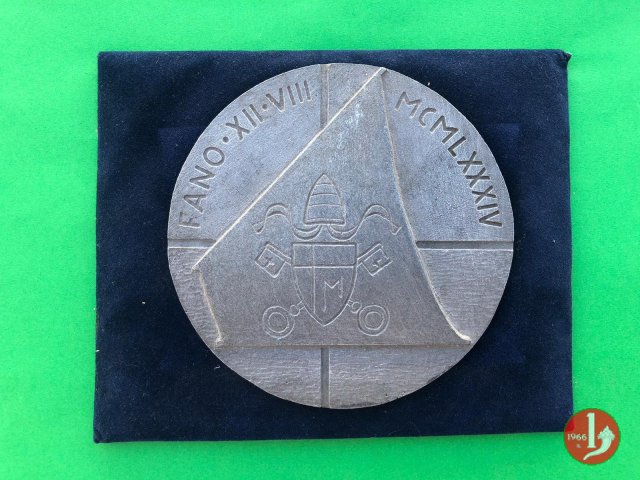 FANO · XII · VIII
MCMLXXXIV
M
1966